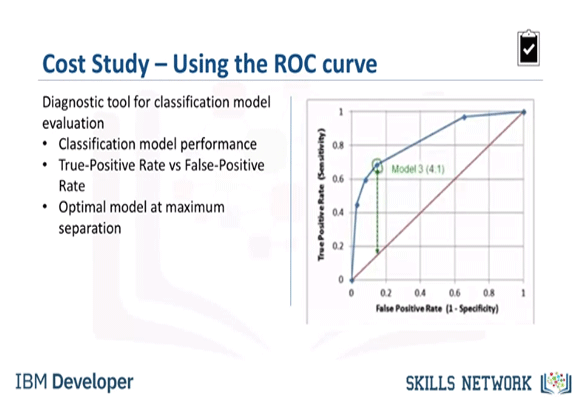 Cost Study – Using the ROC curve
Diagnostic tool for classification model
evaluation
• Classification model performance
• True-Positive Rate vs False-Positive
Rate
• Optimal model at maximum
separation
True Positive Rate (Sensitivity)
1
0.8
0.6
0.4
0.2
0
Model 3 (4:1)
0 0.2 0.4 0.6 0.8 1
False Positive Rate (1 - Specificity)
IBM Developer
SKILLS NETWORK